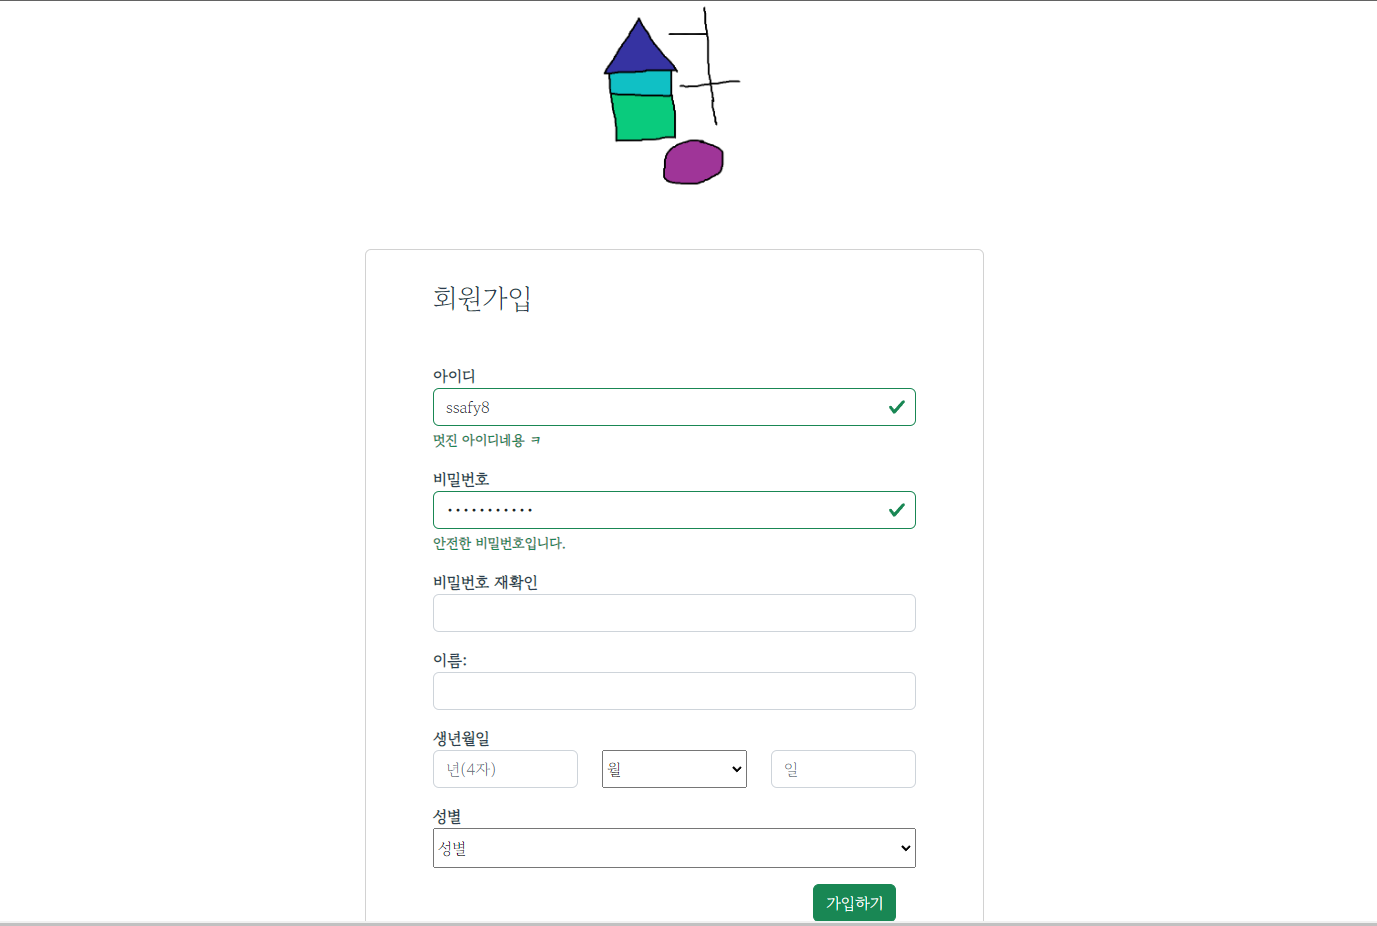 회원가입
아이디
ssafy8
멋진 아이디네용 ㅋ
비밀번호
···········
안전한 비밀번호입니다.
비밀번호 재확인
이름:
생년월일
년(4자) 월 일
성별
성별
가입하기